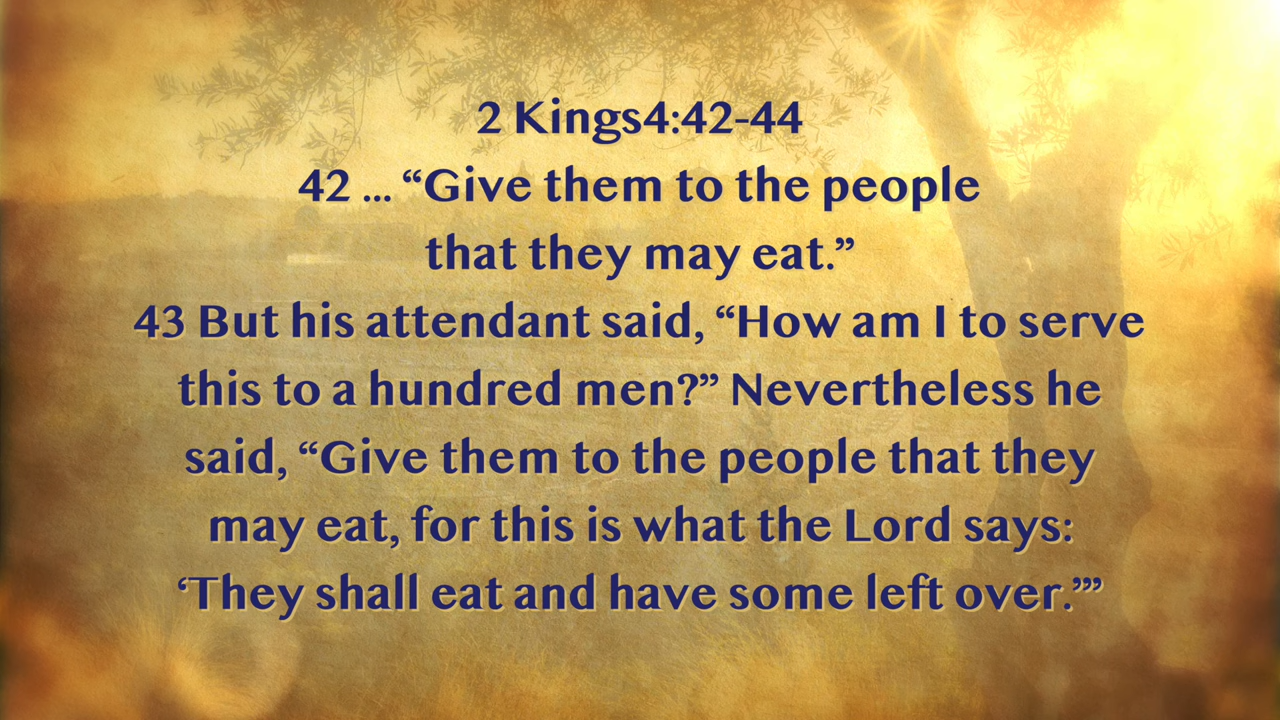 2 Kings4:42-44
42 ... “Give them to the people
that they may eat.”
43 But his attendant said, “How am I to serve
this to a hundred men?” Nevertheless he
said, “Give them to the people that they
may eat, for this is what the Lord says:
‘They shall eat and have some left over.’”